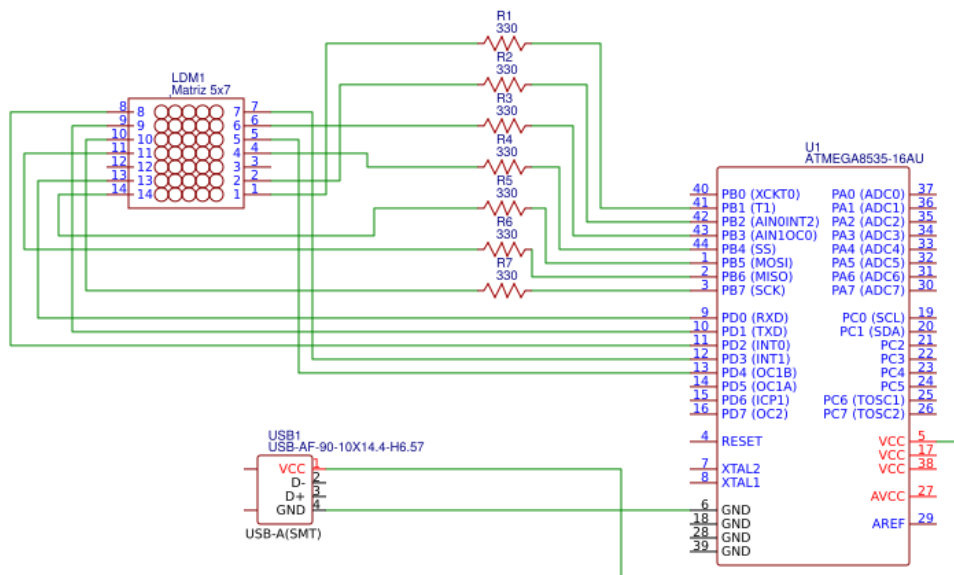 R1
330
R2
330
R3
330
R4
330
R5
330
R6
330
R7
330
LDM1
Matriz 5x7
8 8 7 7
9 9 6 6
10 10 5 5
11 11 4 4
12 12 3 3
13 13 2 2
14 14 1 1
U1
ATMEGA8535-16AU
40 PB0 (XCKT0) PA0 (ADC0) 37
41 PB1 (T1) PA1 (ADC1) 36
42 PB2 (AIN0INT2) PA2 (ADC2) 35
43 PB3 (AIN1OC0) PA3 (ADC3) 34
44 PB4 (SS) PA4 (ADC4) 33
1 PB5 (MOSI) PA5 (ADC5) 32
2 PB6 (MISO) PA6 (ADC6) 31
3 PB7 (SCK) PA7 (ADC7) 30
9 PD0 (RXD) PC0 (SCL) 19
10 PD1 (TXD) PC1 (SDA) 20
11 PD2 (INT0) PC2 21
12 PD3 (INT1) PC3 22
13 PD4 (OC1B) PC4 23
14 PD5 (OC1A) PC5 24
15 PD6 (ICP1) PC6 (TOSC1) 25
16 PD7 (OC2) PC7 (TOSC2) 26
4 RESET VCC 5
VCC 17
7 XTAL2 VCC 38
8 XTAL1
AVCC 27
6 GND
18 GND AREF 29
28 GND
39 GND
USB1
USB-AF-90-10X14.4-H6.57
VCC 1
D- 2
D+ 3
GND 4
USB-A(SMT)